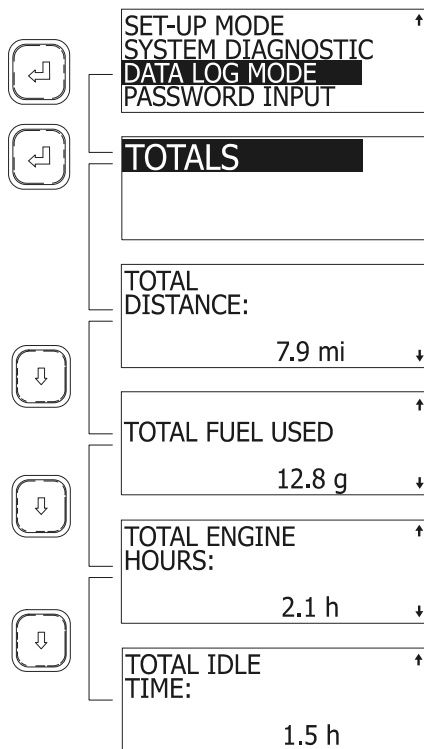 SET-UP MODE
SYSTEM DIAGNOSTIC
DATA LOG MODE
PASSWORD INPUT
TOTALS
TOTAL
DISTANCE:
7.9 mi
TOTAL FUEL USED
12.8 g
TOTAL ENGINE
HOURS:
2.1 h
TOTAL IDLE
TIME:
1.5 h